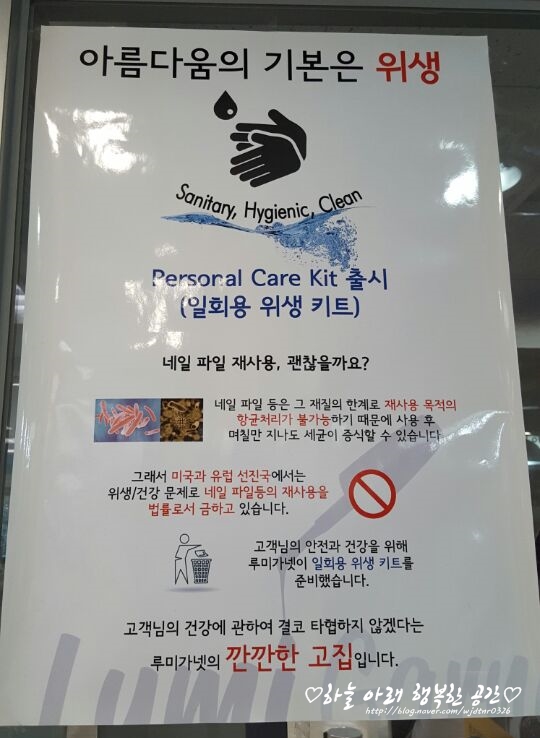 아름다움의 기본은 위생
Sanitary, Hygienic, Clean
Personal Care Kit 출시
(일회용 위생 키트)
네일 파일 재사용, 괜찮을까요?
네일 파일 등은 그 재질의 한계로 재사용 목적의
항균처리가 불가능하기 때문에 사용 후
며칠만 지나도 세균이 증식할 수 있습니다.
그래서 미국과 유럽 선진국에서는
위생/건강 문제로 네일 파일등의 재사용을
법률로서 금하고 있습니다.
고객님의 안전과 건강을 위해
루미가넷이 일회용 위생 키트를
준비했습니다.
고객님의 건강에 관하여 결코 타협하지 않겠다는
루미가넷의 깐깐한 고집입니다.
♡하늘 아래 행복한 공간♡
http://blog.naver.com/wjdtnr0326